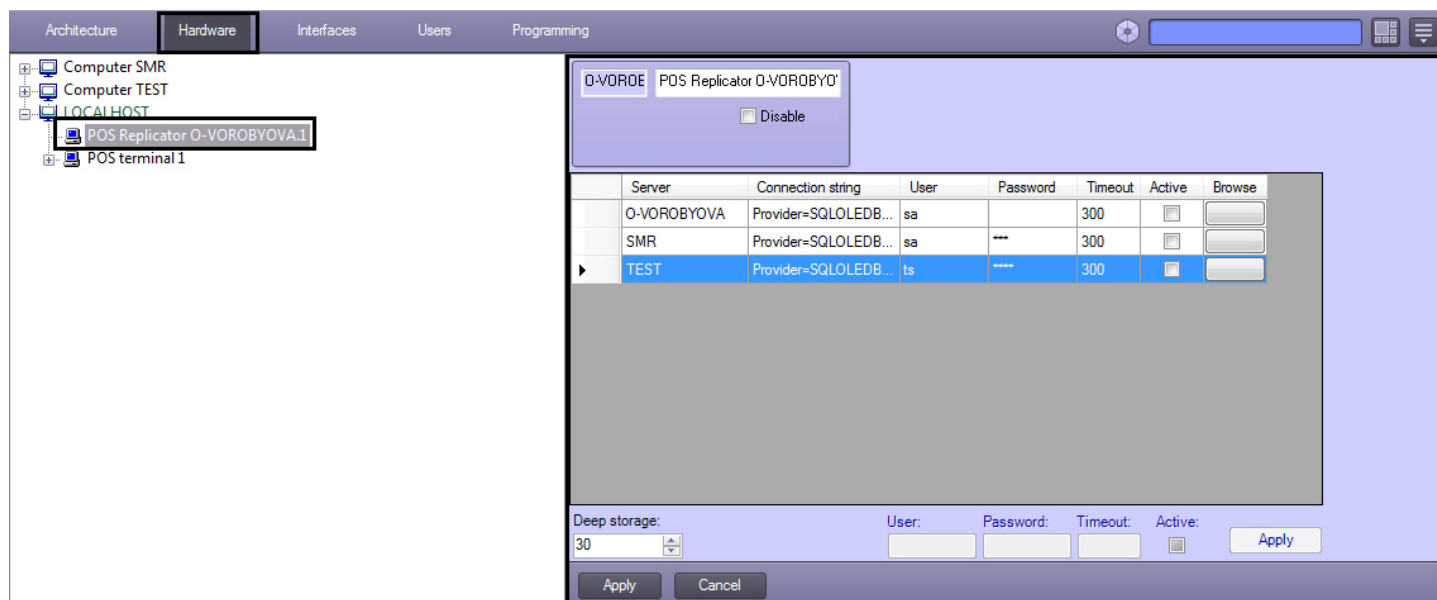 Architecture Hardware Interfaces Users Programming
Computer SMR
Computer TEST
LOCALHOST
POS Replicator O-VOROBYOVA.1
POS terminal 1
O-VOROE POS Replicator O-VOROBYO'
Disable
Server Connection string User Password Timeout Active Browse
O-VOROBYOVA Provider=SQLOLEDB... sa 300
SMR Provider=SQLOLEDB... sa *** 300
TEST Provider=SQLOLEDB... ts **** 300
Deep storage: User: Password: Timeout: Active:
30 Apply
Apply Cancel